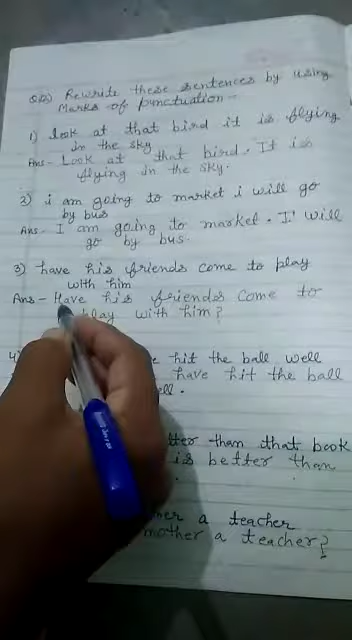 Q2) Rewrite these sentences by using
Marks of punctuation -
1) look at that bird it is flying
in the sky
Ans - Look at that bird. It is
flying in the sky.
2) i am going to market i will go
by bus
Ans - I am going to market. I will
go by bus.
3) have his friends come to play
with him
Ans - Have his friends come to
play with him?
4) hit the ball well
have hit the ball
than that book
is better than
a teacher
mother a teacher?